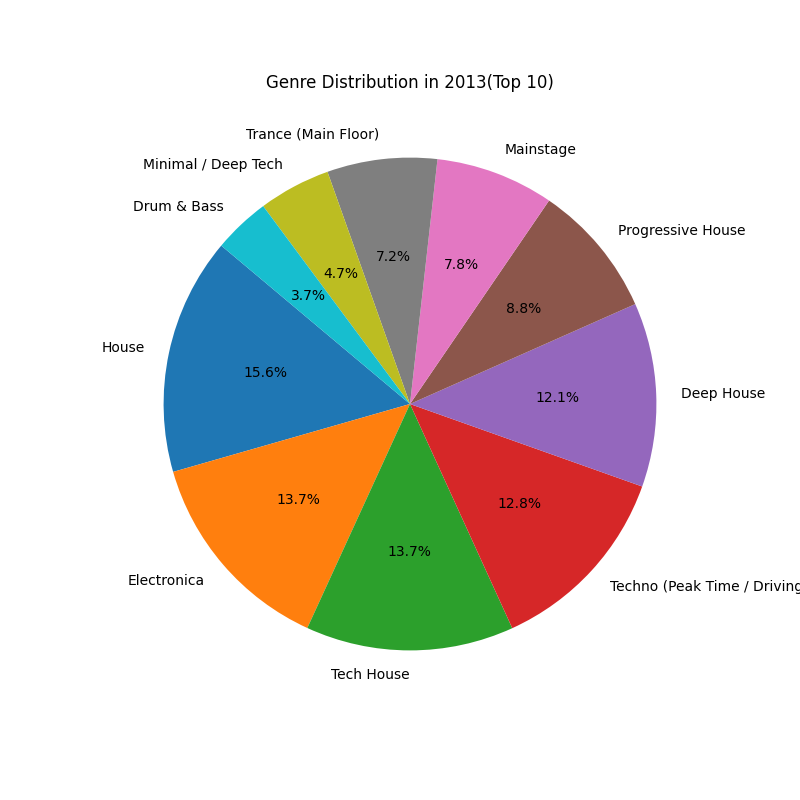 Genre Distribution in 2013(Top 10)
Trance (Main Floor)
Mainstage
Minimal / Deep Tech
Drum & Bass
Progressive House
7.2%
7.8%
4.7%
3.7%
8.8%
House
15.6%
12.1%
Deep House
13.7%
12.8%
13.7%
Electronica
Techno (Peak Time / Driving
Tech House